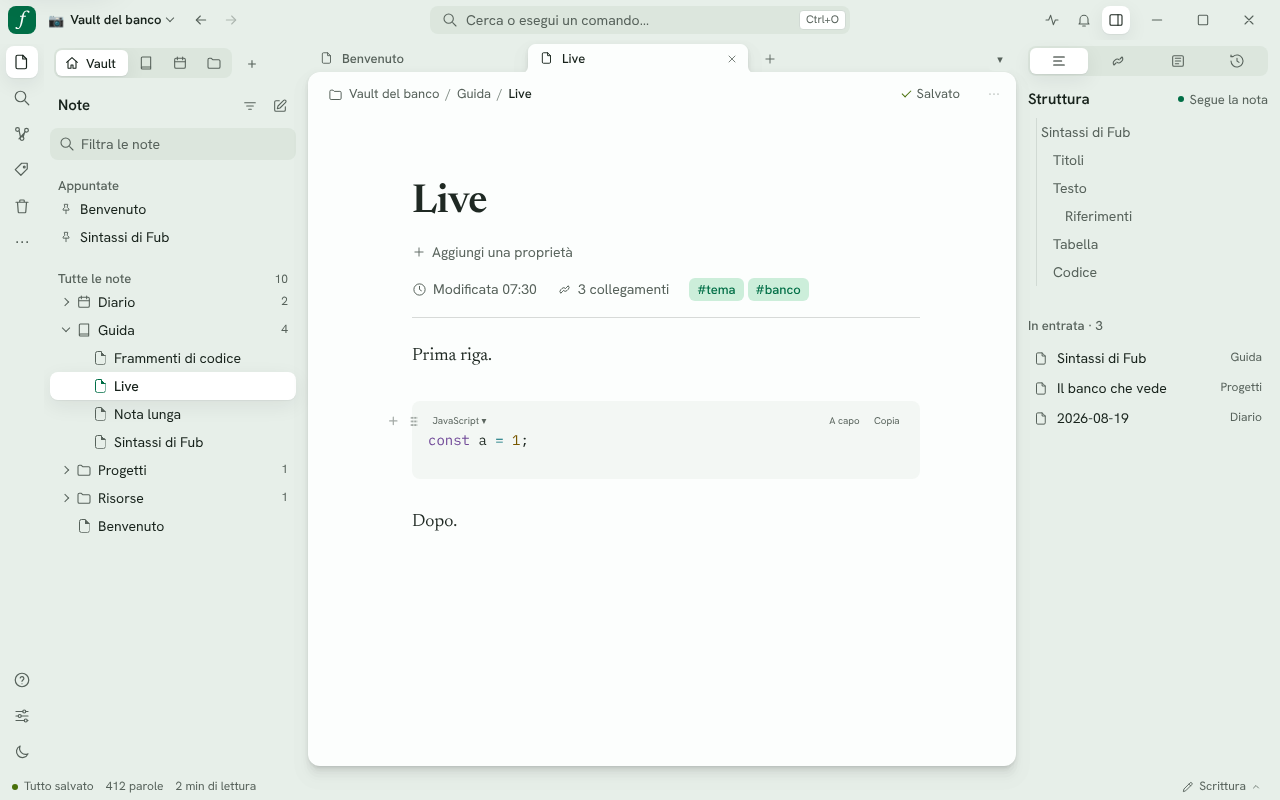 Vault del banco
Cerca o esegui un comando...
Ctrl+O
Vault
Note
Filtra le note
Appuntate
Benvenuto
Sintassi di Fub
Tutte le note 10
Diario 2
Guida 4
Frammenti di codice
Live
Nota lunga
Sintassi di Fub
Progetti 1
Risorse 1
Benvenuto
Tutto salvato 412 parole 2 min di lettura
Benvenuto
Live
Vault del banco / Guida / Live
Salvato
Live
Aggiungi una proprietà
Modificata 07:30 3 collegamenti #tema #banco
Prima riga.
JavaScript ▾ A capo Copia
const a = 1;
Dopo.
Struttura Segue la nota
Sintassi di Fub
Titoli
Testo
Riferimenti
Tabella
Codice
In entrata · 3
Sintassi di Fub Guida
Il banco che vede Progetti
2026-08-19 Diario
Scrittura